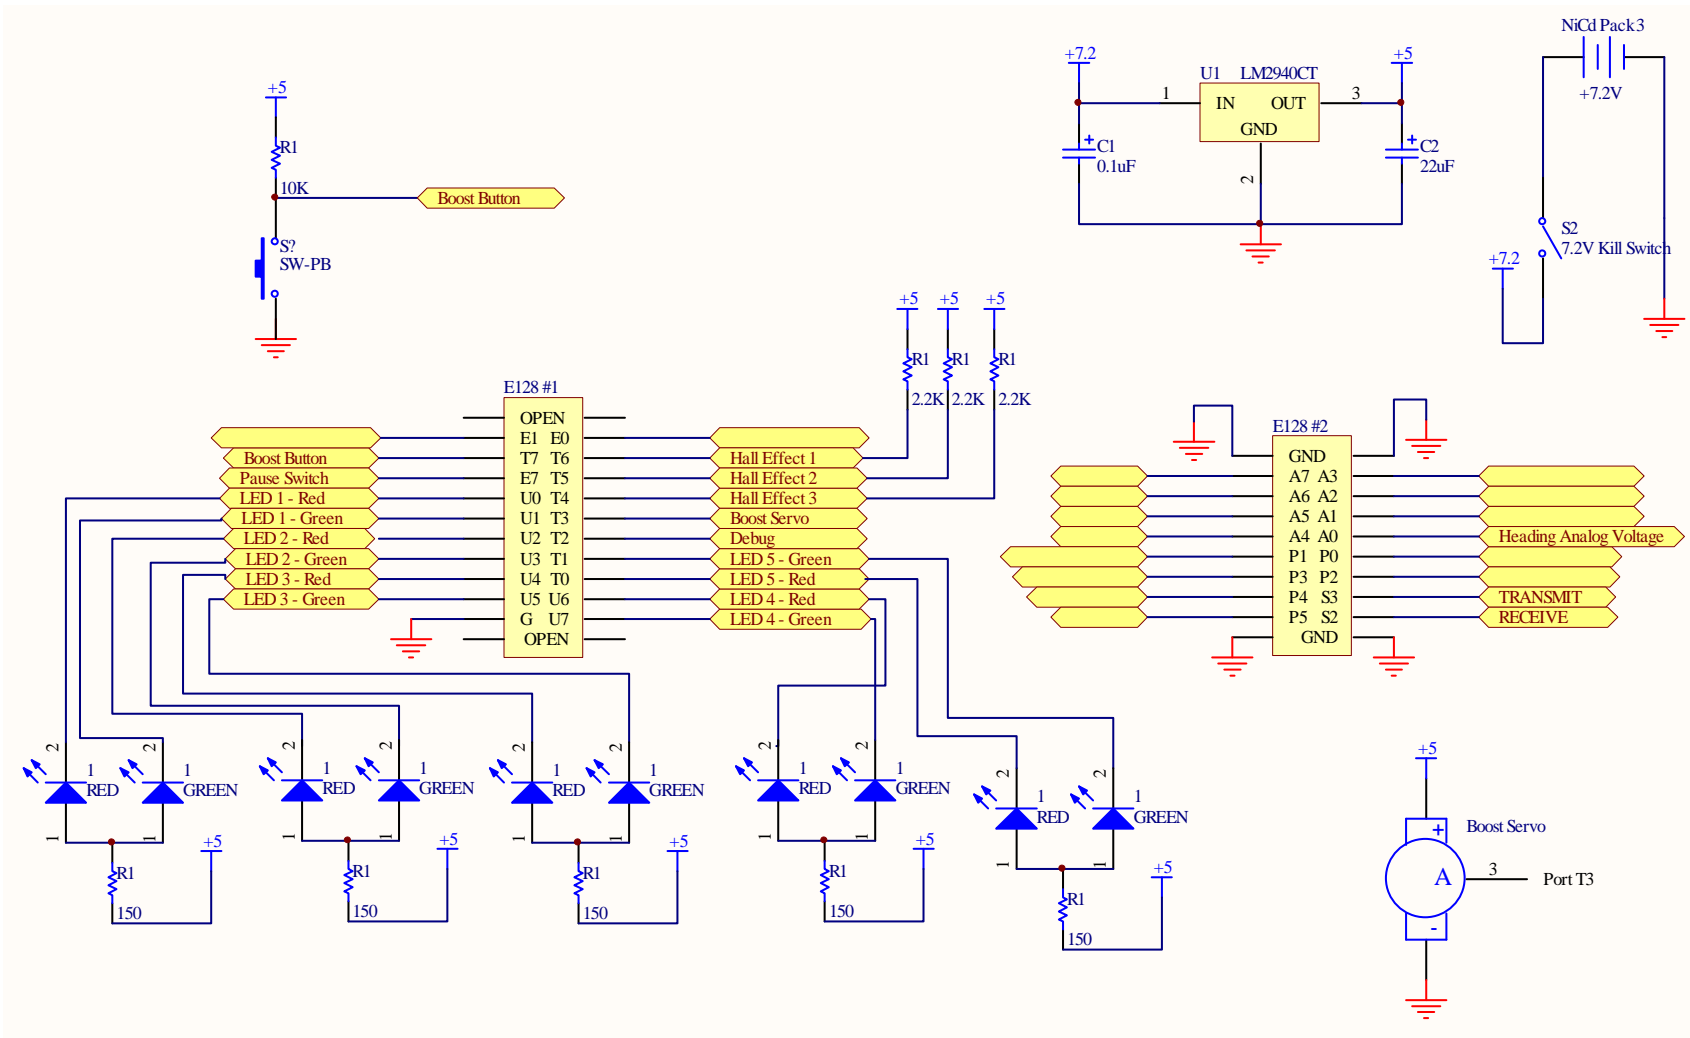 NiCd Pack3
+7.2V
S2
7.2V Kill Switch
+7.2
+7.2
+5
U1 LM2940CT
1 IN OUT 3
GND
2
C1
0.1uF
C2
22uF
+5
R1
10K
Boost Button
S?
SW-PB
+5 +5 +5
R1 R1 R1
2.2K 2.2K 2.2K
E128 #1
OPEN
E1 E0
Boost Button T7 T6 Hall Effect 1
Pause Switch E7 T5 Hall Effect 2
LED 1 - Red U0 T4 Hall Effect 3
LED 1 - Green U1 T3 Boost Servo
LED 2 - Red U2 T2 Debug
LED 2 - Green U3 T1 LED 5 - Green
LED 3 - Red U4 T0 LED 5 - Red
LED 3 - Green U5 U6 LED 4 - Red
G U7 LED 4 - Green
OPEN
E128 #2
GND
A7 A3
A6 A2
A5 A1
A4 A0 Heading Analog Voltage
P1 P0
P3 P2
P4 S3 TRANSMIT
P5 S2 RECEIVE
GND
2 2
1 1
RED GREEN
1 1
+5
R1
150
2 2
1 1
RED GREEN
1 1
+5
R1
150
2 2
1 1
RED GREEN
1 1
+5
R1
150
2 2
1 1
RED GREEN
1 1
+5
R1
150
2 2
1 1
RED GREEN
1 1
+5
R1
150
+5
+ Boost Servo
A 3 Port T3
-